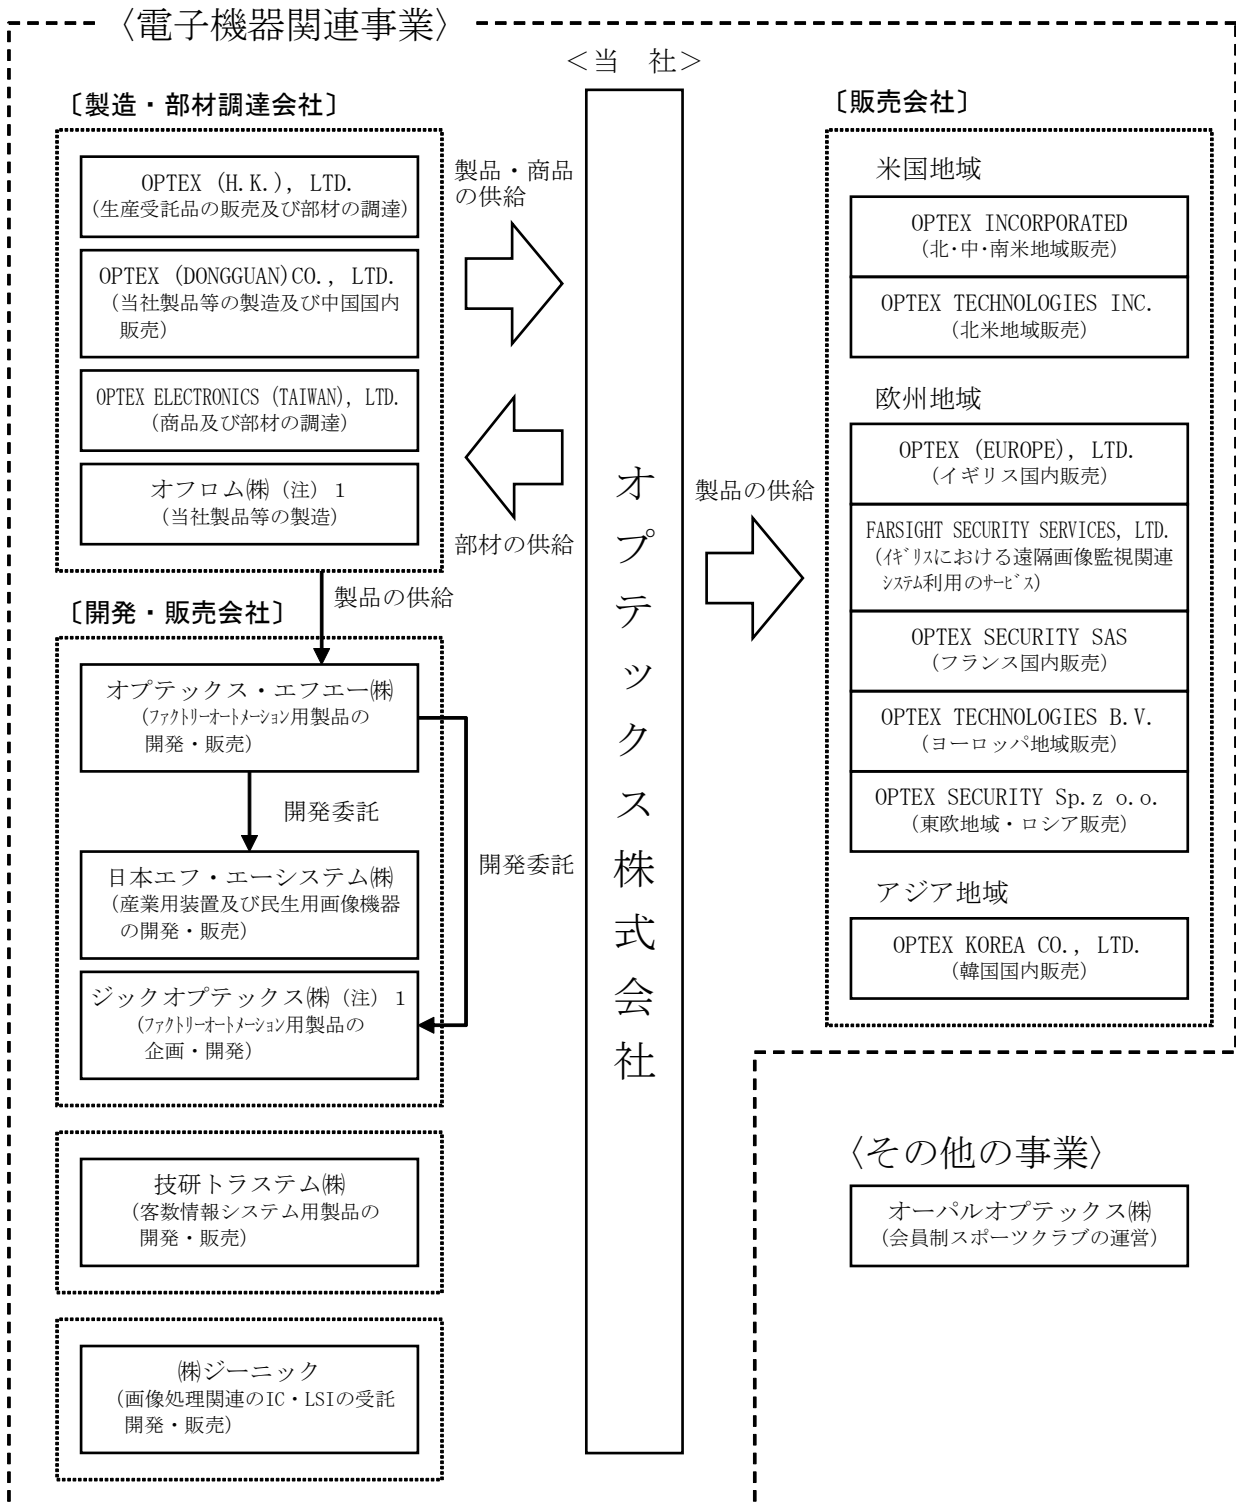 〈電子機器関連事業〉
＜当　社＞
〔製造・部材調達会社〕
OPTEX (H.K.), LTD.
(生産受託品の販売及び部材の調達)
OPTEX (DONGGUAN)CO., LTD.
(当社製品等の製造及び中国国内
販売)
OPTEX ELECTRONICS (TAIWAN), LTD.
(商品及び部材の調達)
オフロム㈱（注）１
(当社製品等の製造)
製品・商品
の供給
部材の供給
製品の供給
〔開発・販売会社〕
オプテックス・エフエー㈱
(ファクトリーオートメーション用製品の
開発・販売)
開発委託
日本エフ・エーシステム㈱
(産業用装置及び民生用画像機器
の開発・販売)
ジックオプテックス㈱（注）１
(ファクトリーオートメーション用製品の
企画・開発)
開発委託
技研トラステム㈱
(客数情報システム用製品の
開発・販売)
㈱ジーニック
(画像処理関連のIC・LSIの受託
開発・販売)
オプテックス株式会社
製品の供給
〔販売会社〕
米国地域
OPTEX INCORPORATED
(北・中・南米地域販売)
OPTEX TECHNOLOGIES INC.
(北米地域販売)
欧州地域
OPTEX (EUROPE), LTD.
(イギリス国内販売)
FARSIGHT SECURITY SERVICES, LTD.
(イギリスにおける遠隔画像監視関連
システム利用のサービス)
OPTEX SECURITY SAS
(フランス国内販売)
OPTEX TECHNOLOGIES B.V.
(ヨーロッパ地域販売)
OPTEX SECURITY Sp.z o.o.
(東欧地域・ロシア販売)
アジア地域
OPTEX KOREA CO., LTD.
(韓国国内販売)
〈その他の事業〉
オーパルオプテックス㈱
(会員制スポーツクラブの運営)